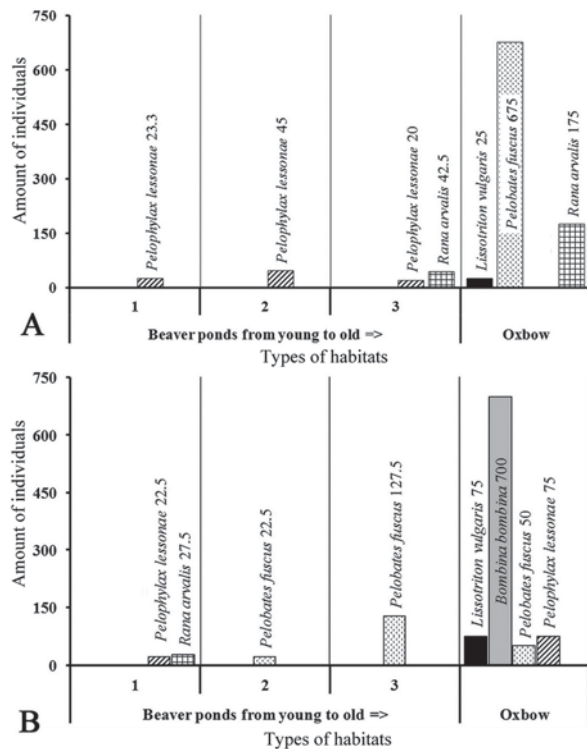 Amount of individuals
750
600
450
300
150
0
Pelophylax lessonae 23.3
Pelophylax lessonae 45
Pelophylax lessonae 20
Rana arvalis 42.5
Lissotriton vulgaris 25
Pelobates fuscus 675
Rana arvalis 175
1
2
3
A
Beaver ponds from young to old =>
Oxbow
Types of habitats
Amount of individuals
750
600
450
300
150
0
Pelophylax lessonae 22.5
Rana arvalis 27.5
Pelobates fuscus 22.5
Pelobates fuscus 127.5
Lissotriton vulgaris 75
Bombina bombina 700
Pelobates fuscus 50
Pelophylax lessonae 75
1
2
3
B
Beaver ponds from young to old =>
Oxbow
Types of habitats